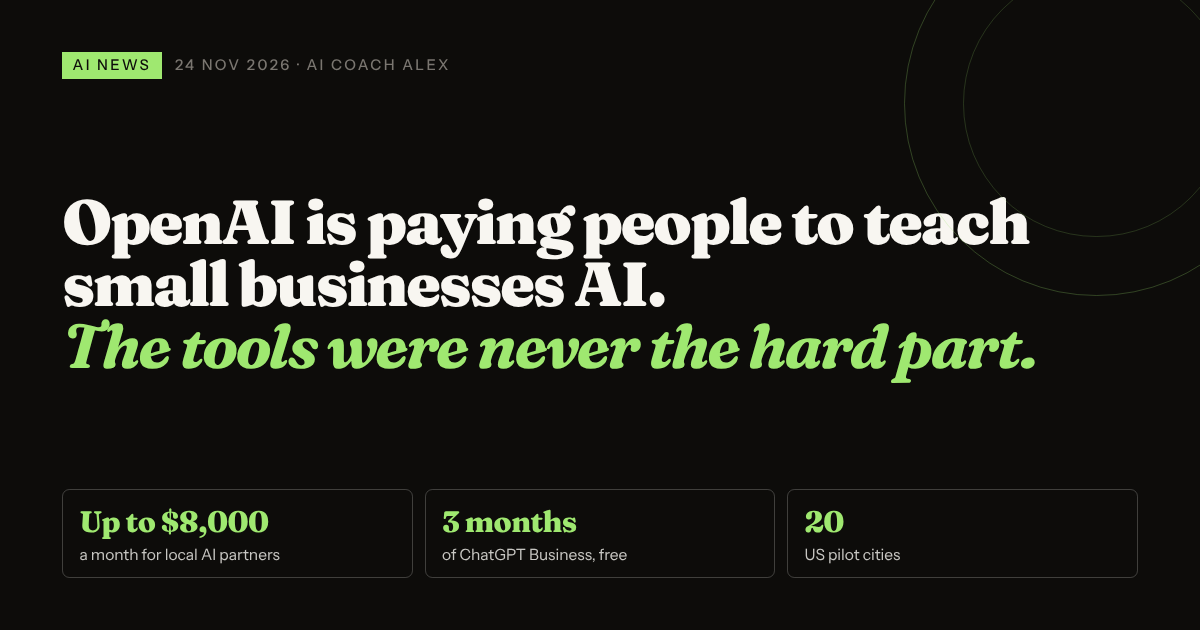 AI NEWS 24 NOV 2026 · AI COACH ALEX
OpenAI is paying people to teach
small businesses AI.
The tools were never the hard part.
Up to $8,000
a month for local AI partners
3 months
of ChatGPT Business, free
20
US pilot cities